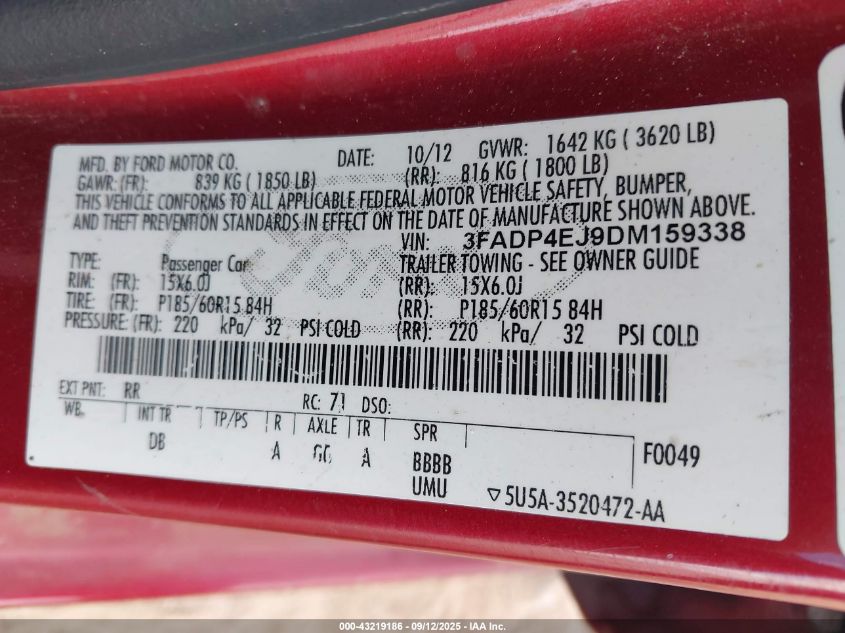 MFD. BY FORD MOTOR CO. DATE: 10/12 GVWR: 1642 KG ( 3620 LB)
GAWR: (FR): 839 KG ( 1850 LB) (RR): 816 KG ( 1800 LB)
THIS VEHICLE CONFORMS TO ALL APPLICABLE FEDERAL MOTOR VEHICLE SAFETY, BUMPER,
AND THEFT PREVENTION STANDARDS IN EFFECT ON THE DATE OF MANUFACTURE SHOWN ABOVE.
VIN: 3FADP4EJ9DM159338
TYPE: Passenger Car TRAILER TOWING - SEE OWNER GUIDE
RIM: (FR): 15X6.0J (RR): 15X6.0J
TIRE: (FR): P185/60R15 84H (RR): P185/60R15 84H
PRESSURE: (FR): 220 kPa/ 32 PSI COLD (RR): 220 kPa/ 32 PSI COLD
EXT PNT: RR RC: 71 DSO:
WB INT TR TP/PS R AXLE TR SPR
DB A GG A BBBB F0049
UMU ▽5U5A-3520472-AA
000-43219186 - 09/12/2025 - IAA Inc.